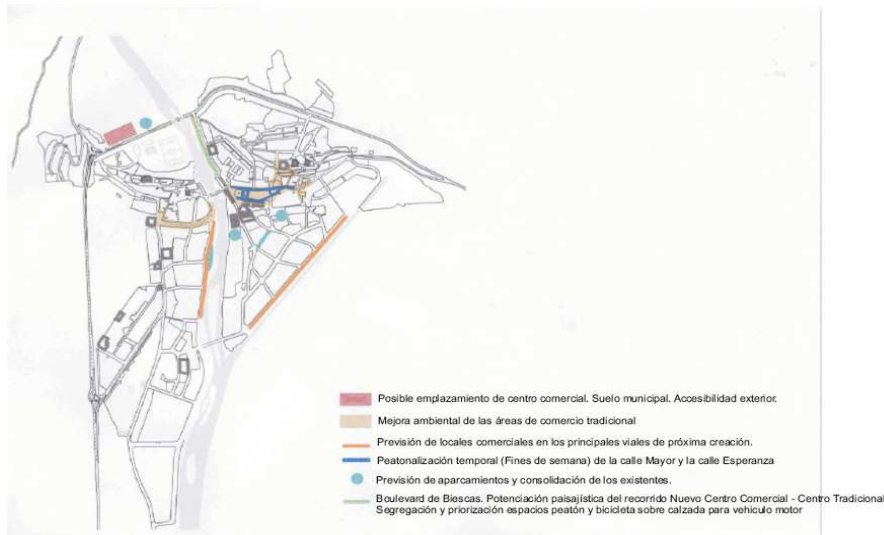 Posible emplazamiento de centro comercial. Suelo municipal. Accesibilidad exterior.
Mejora ambiental de las áreas de comercio tradicional
Previsión de locales comerciales en los principales viales de próxima creación.
Peatonalización temporal (Fines de semana) de la calle Mayor y la calle Esperanza
Previsión de aparcamientos y consolidación de los existentes.
Boulevard de Biescas. Potenciación paisajística del recorrido Nuevo Centro Comercial - Centro Tradicional
Segregación y priorización espacios peatón y bicicleta sobre calzada para vehiculo motor